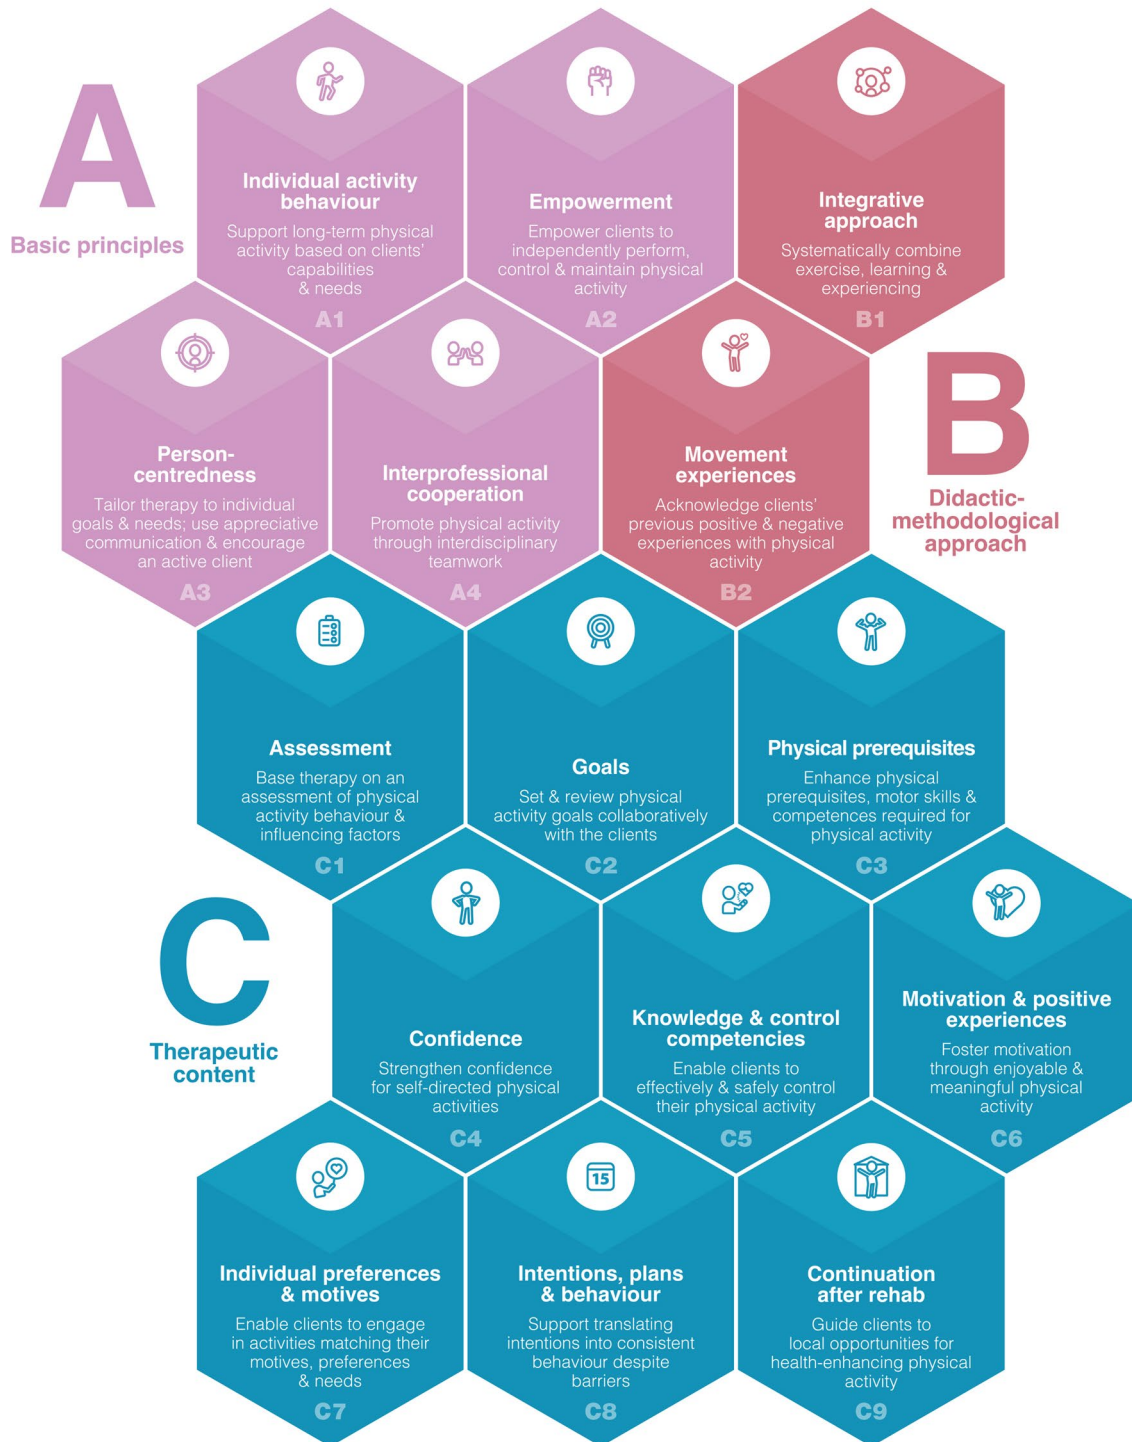 A
Basic principles
Individual activity
behaviour
Support long-term physical
activity based on clients’
capabilities
& needs
A1
Empowerment
Empower clients to
independently perform,
control & maintain physical
activity
A2
Integrative
approach
Systematically combine
exercise, learning &
experiencing
B1
Person-
centredness
Tailor therapy to individual
goals & needs; use appreciative
communication & encourage
an active client
A3
Interprofessional
cooperation
Promote physical activity
through interdisciplinary
teamwork
A4
Movement
experiences
Acknowledge clients’
previous positive & negative
experiences with physical
activity
B2
B
Didactic-
methodological
approach
Assessment
Base therapy on an
assessment of physical
activity behaviour &
influencing factors
C1
Goals
Set & review physical
activity goals collaboratively
with the clients
C2
Physical prerequisites
Enhance physical
prerequisites, motor skills &
competences required for
physical activity
C3
C
Therapeutic
content
Confidence
Strengthen confidence
for self-directed physical
activities
C4
Knowledge & control
competencies
Enable clients to
effectively & safely control
their physical activity
C5
Motivation & positive
experiences
Foster motivation
through enjoyable &
meaningful physical
activity
C6
Individual preferences
& motives
Enable clients to engage
in activities matching their
motives, preferences
& needs
C7
15
Intentions, plans
& behaviour
Support translating
intentions into consistent
behaviour despite
barriers
C8
Continuation
after rehab
Guide clients to
local opportunities for
health-enhancing physical
activity
C9